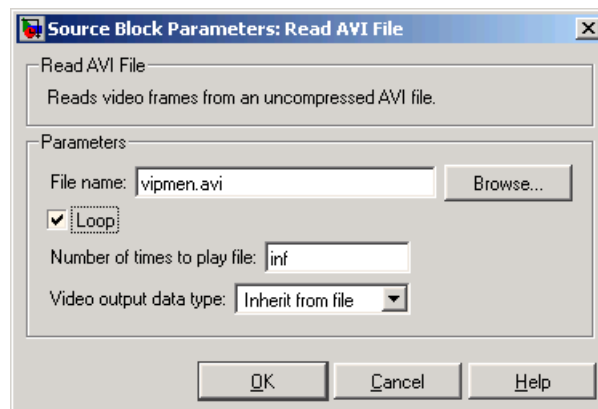 Source Block Parameters: Read AVI File
Read AVI File
Reads video frames from an uncompressed AVI file.
Parameters
File name: vipmen.avi Browse...
Loop
Number of times to play file: inf
Video output data type: Inherit from file
OK Cancel Help